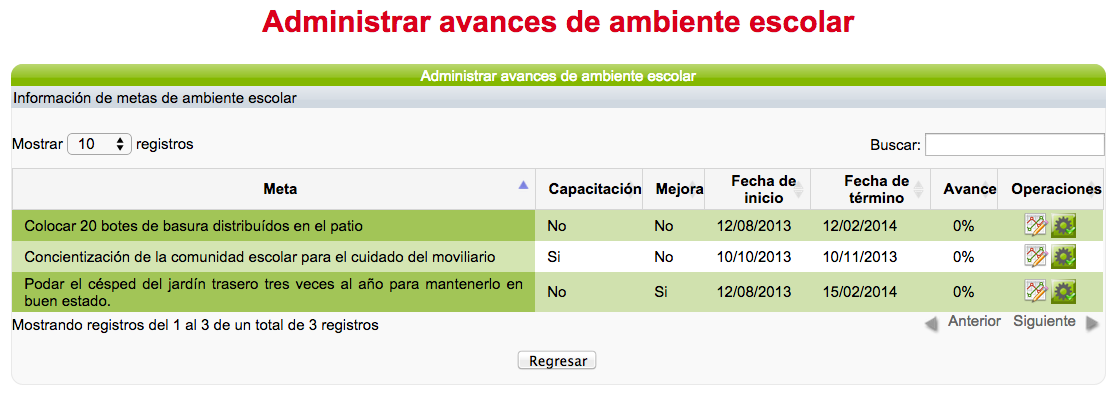 Administrar avances de ambiente escolar
Administrar avances de ambiente escolar
Información de metas de ambiente escolar
Mostrar 10 registros Buscar:
Meta Capacitación Mejora Fecha de inicio Fecha de término Avance Operaciones
Colocar 20 botes de basura distribuídos en el patio No No 12/08/2013 12/02/2014 0%
Concientización de la comunidad escolar para el cuidado del moviliario Si No 10/10/2013 10/11/2013 0%
Podar el césped del jardín trasero tres veces al año para mantenerlo en
buen estado. No Si 12/08/2013 15/02/2014 0%
Mostrando registros del 1 al 3 de un total de 3 registros Anterior Siguiente
Regresar